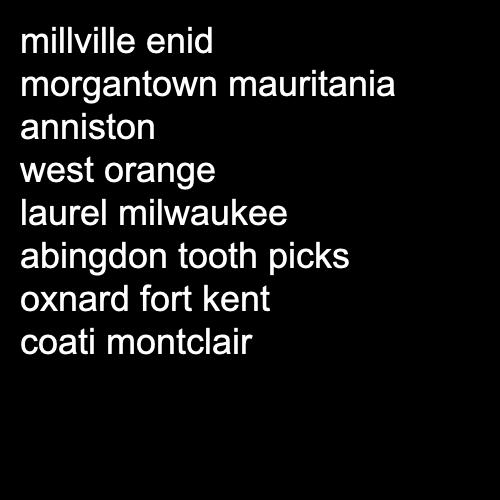 millville enid
morgantown mauritania
anniston
west orange
laurel milwaukee
abingdon tooth picks
oxnard fort kent
coati montclair